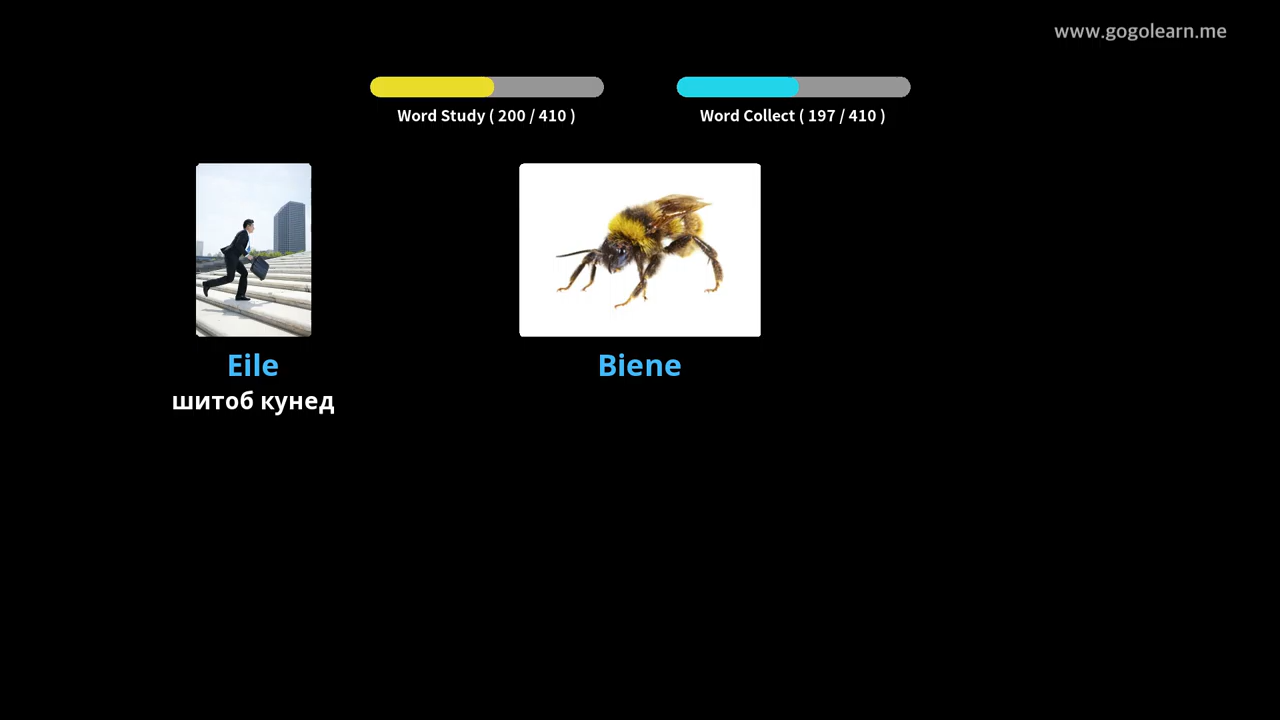 www.gogolearn.me
Word Study ( 200 / 410 )
Word Collect ( 197 / 410 )
Eile
шитоб кунед
Biene